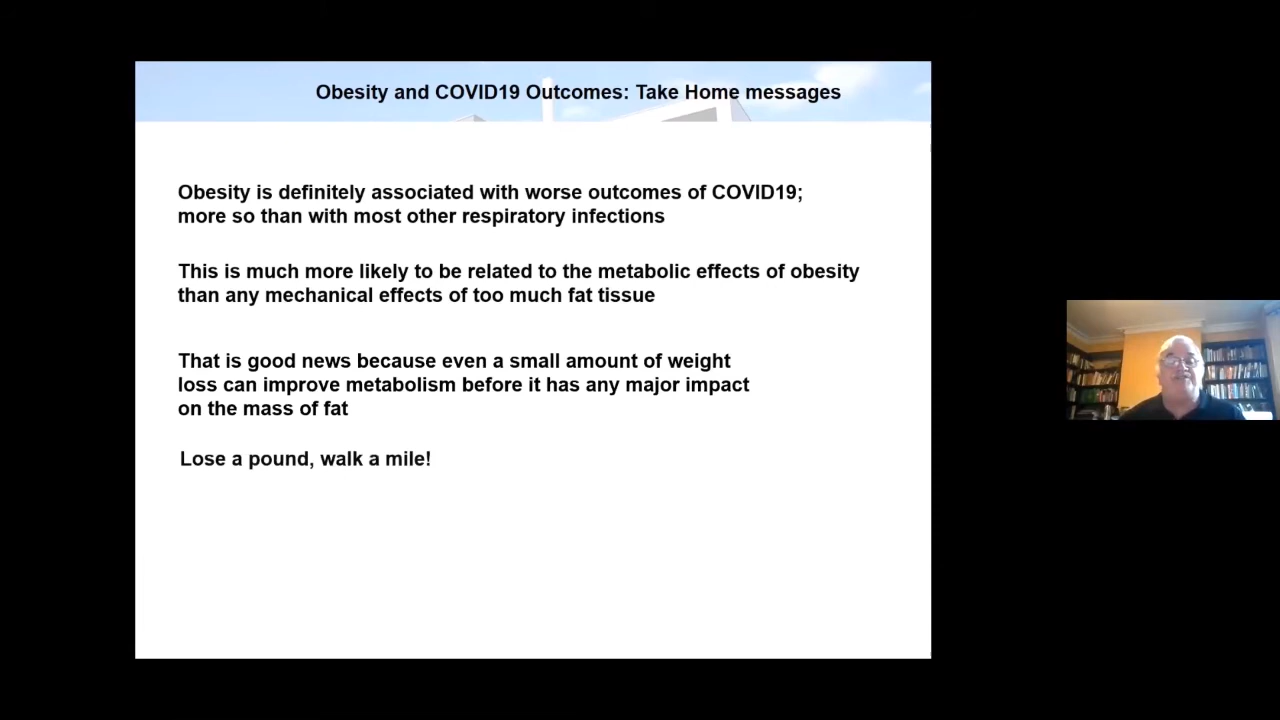 Obesity and COVID19 Outcomes: Take Home messages
Obesity is definitely associated with worse outcomes of COVID19;
more so than with most other respiratory infections
This is much more likely to be related to the metabolic effects of obesity
than any mechanical effects of too much fat tissue
That is good news because even a small amount of weight
loss can improve metabolism before it has any major impact
on the mass of fat
Lose a pound, walk a mile!